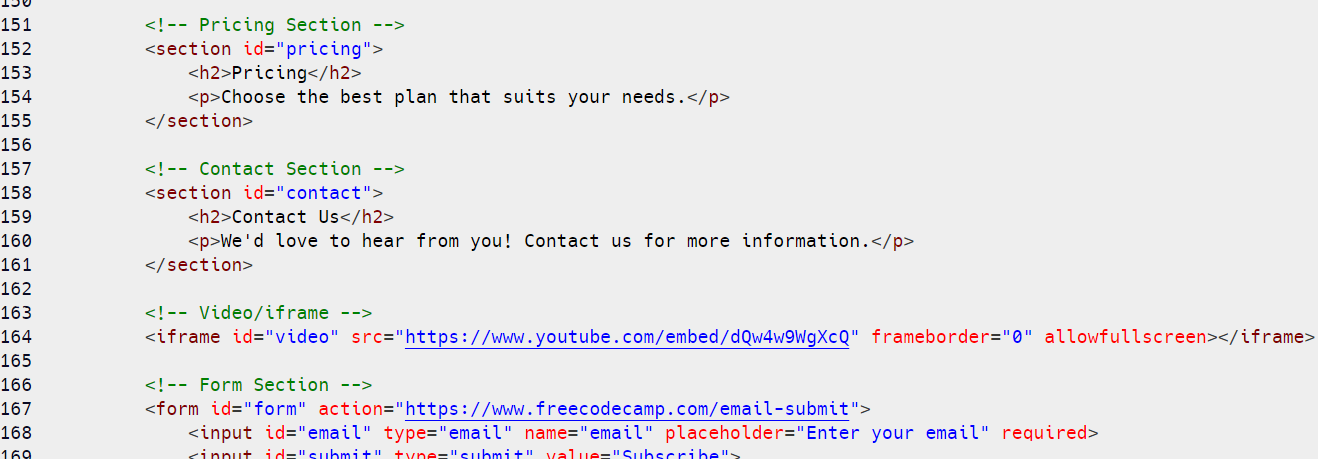 150
151 <!-- Pricing Section -->
152 <section id="pricing">
153 <h2>Pricing</h2>
154 <p>Choose the best plan that suits your needs.</p>
155 </section>
156
157 <!-- Contact Section -->
158 <section id="contact">
159 <h2>Contact Us</h2>
160 <p>We'd love to hear from you! Contact us for more information.</p>
161 </section>
162
163 <!-- Video/iframe -->
164 <iframe id="video" src="https://www.youtube.com/embed/dQw4w9WgXcQ" frameborder="0" allowfullscreen></iframe>
165
166 <!-- Form Section -->
167 <form id="form" action="https://www.freecodecamp.com/email-submit">
168 <input id="email" type="email" name="email" placeholder="Enter your email" required>
169 <input id="submit" type="submit" value="Subscribe">